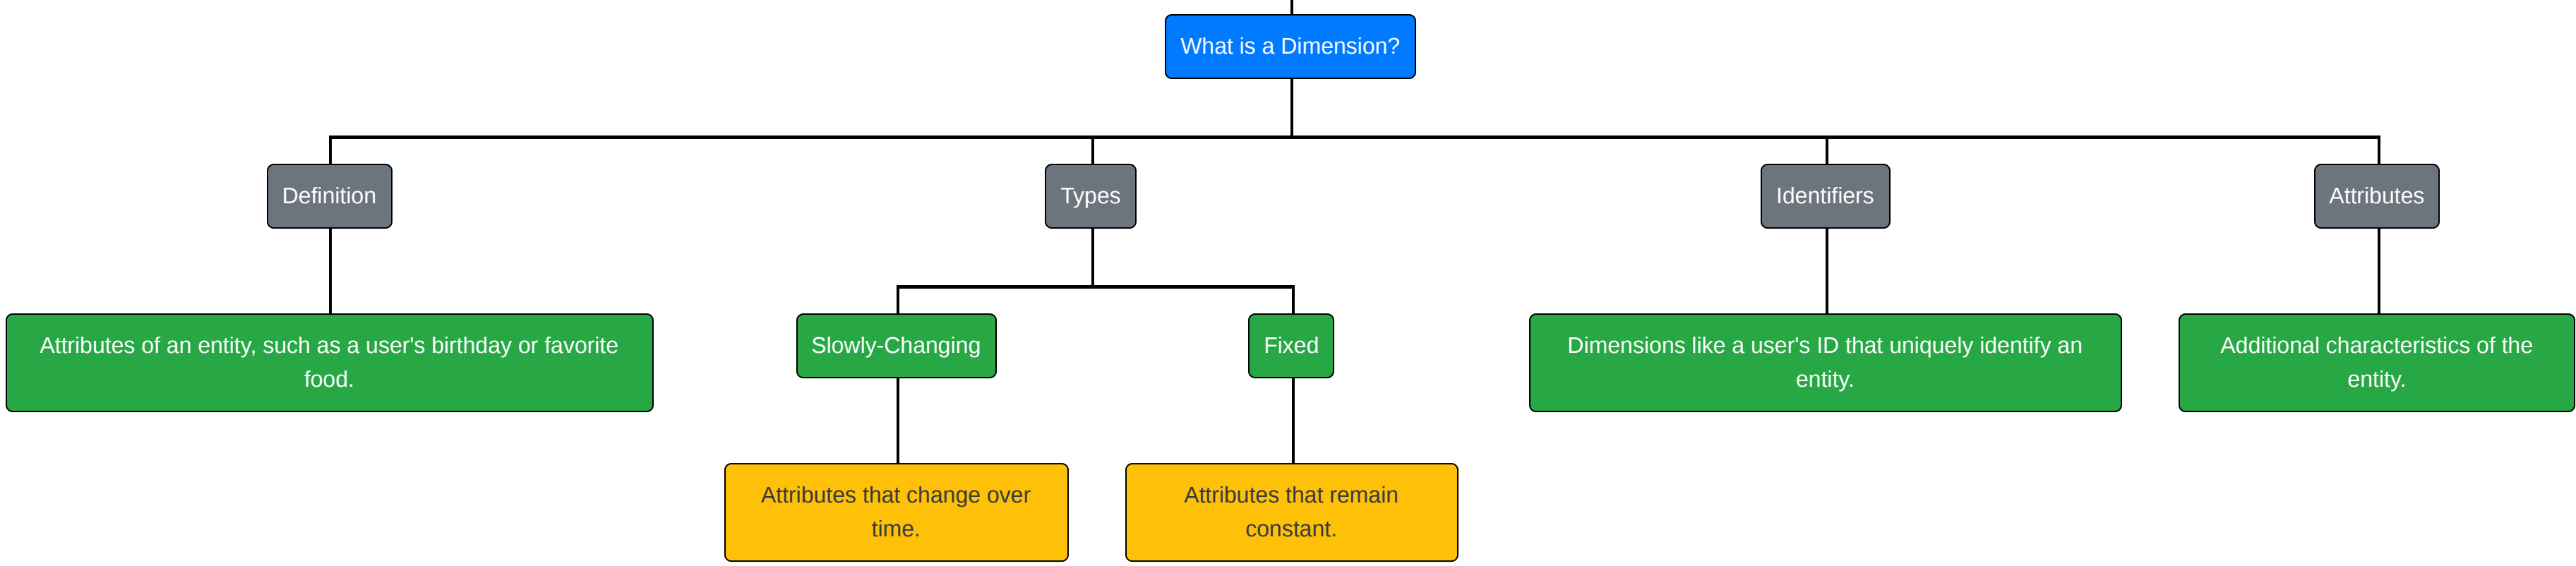 What is a Dimension?
Definition
Types
Identifiers
Attributes
Attributes of an entity, such as a user's birthday or favorite
food.
Slowly-Changing
Fixed
Dimensions like a user's ID that uniquely identify an
entity.
Additional characteristics of the
entity.
Attributes that change over
time.
Attributes that remain
constant.